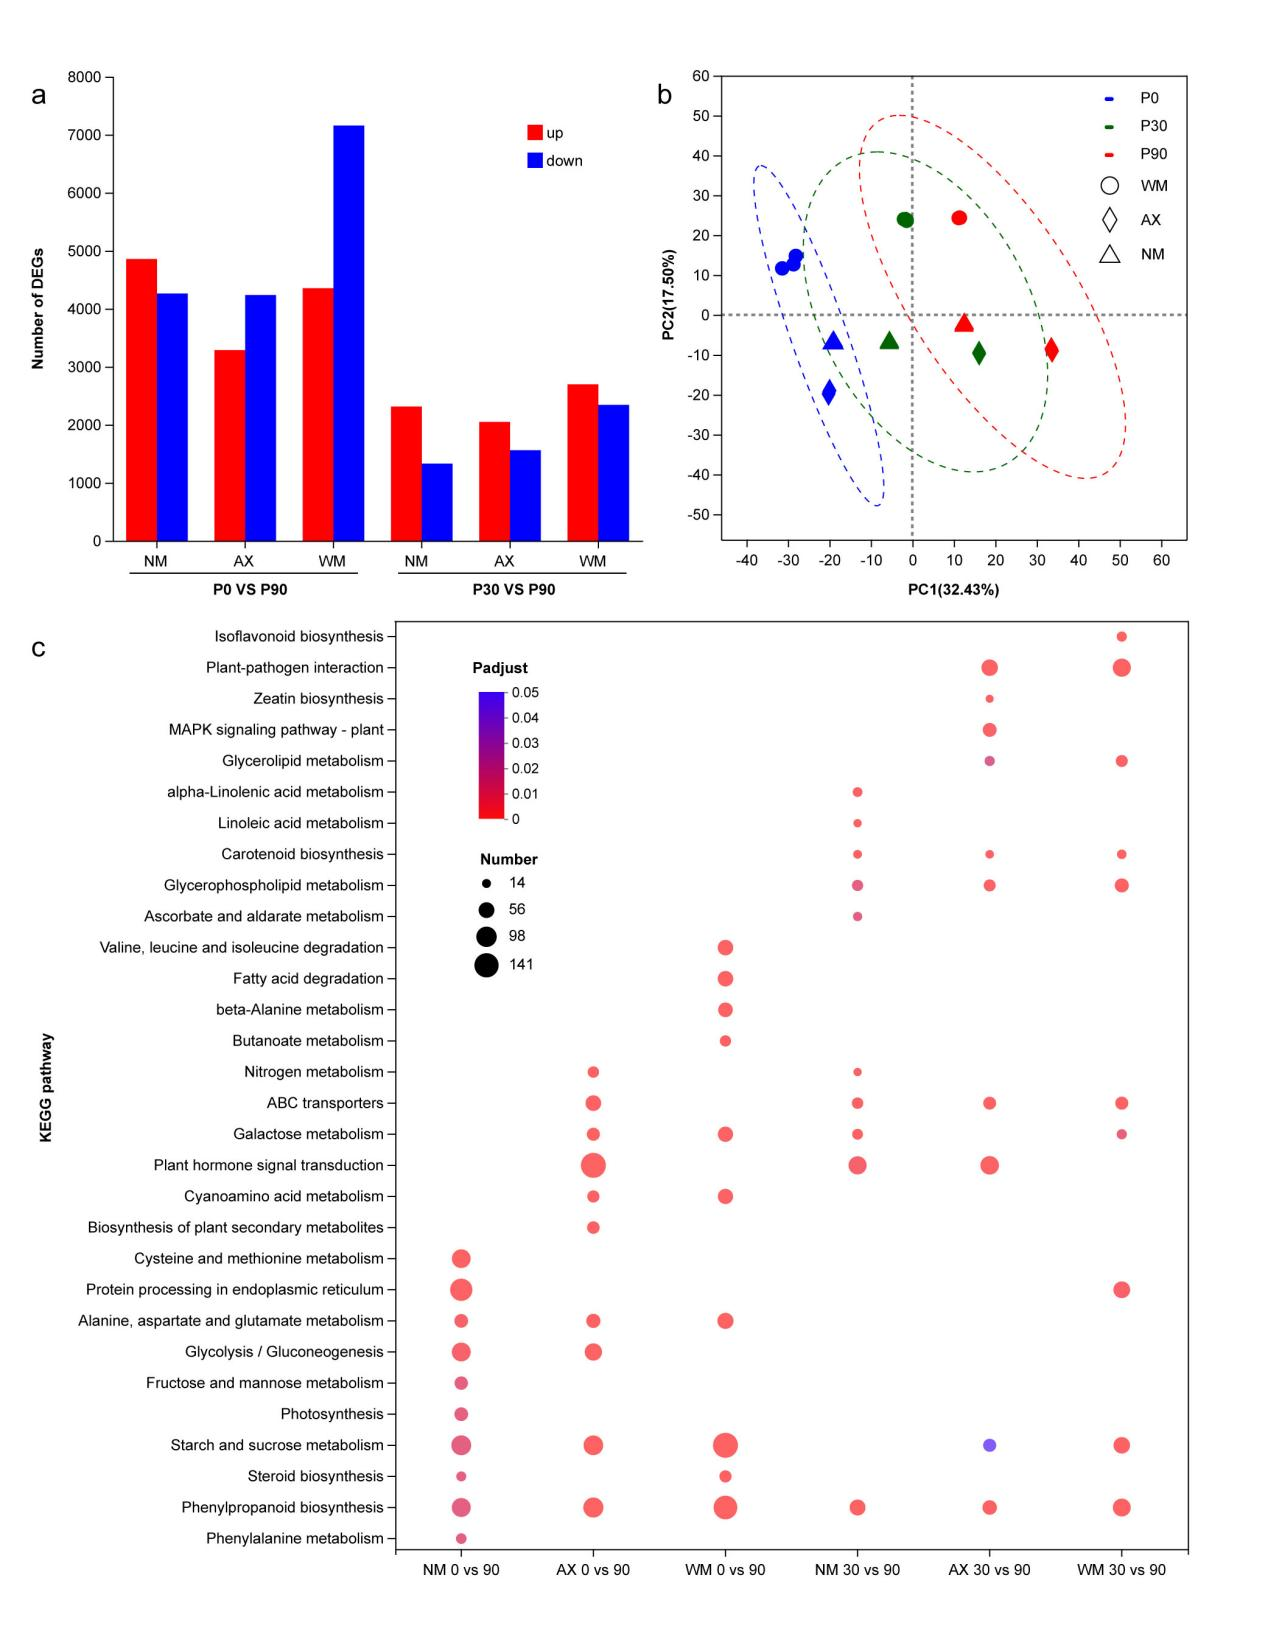 a
8000
7000
6000
5000
4000
3000
2000
1000
0
Number of DEGs
up
down
NM
AX
WM
NM
AX
WM
P0 VS P90
P30 VS P90
b
60
50
40
30
20
10
0
-10
-20
-30
-40
-50
PC2(17.50%)
P0
P30
P90
WM
AX
NM
-40
-30
-20
-10
0
10
20
30
40
50
60
PC1(32.43%)
c
KEGG pathway
Isoflavonoid biosynthesis
Plant-pathogen interaction
Zeatin biosynthesis
MAPK signaling pathway - plant
Glycerolipid metabolism
alpha-Linolenic acid metabolism
Linoleic acid metabolism
Carotenoid biosynthesis
Glycerophospholipid metabolism
Ascorbate and aldarate metabolism
Valine, leucine and isoleucine degradation
Fatty acid degradation
beta-Alanine metabolism
Butanoate metabolism
Nitrogen metabolism
ABC transporters
Galactose metabolism
Plant hormone signal transduction
Cyanoamino acid metabolism
Biosynthesis of plant secondary metabolites
Cysteine and methionine metabolism
Protein processing in endoplasmic reticulum
Alanine, aspartate and glutamate metabolism
Glycolysis / Gluconeogenesis
Fructose and mannose metabolism
Photosynthesis
Starch and sucrose metabolism
Steroid biosynthesis
Phenylpropanoid biosynthesis
Phenylalanine metabolism
Padjust
0.05
0.04
0.03
0.02
0.01
0
Number
14
56
98
141
NM 0 vs 90
AX 0 vs 90
WM 0 vs 90
NM 30 vs 90
AX 30 vs 90
WM 30 vs 90